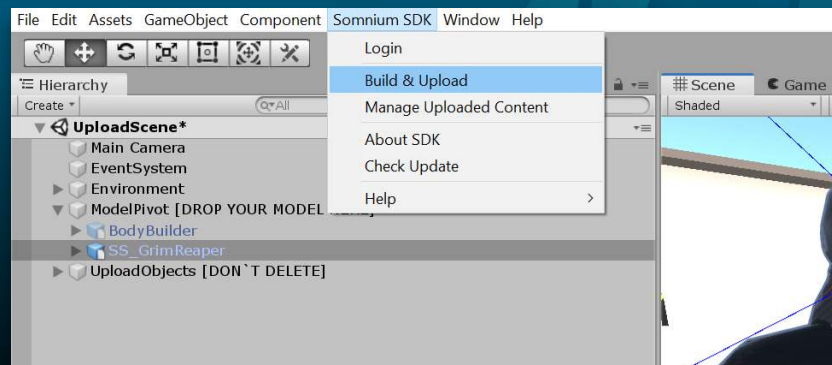 File Edit Assets GameObject Component Somnium SDK Window Help
Login
Build & Upload
Manage Uploaded Content
About SDK
Check Update
Help
Hierarchy
Create
All
UploadScene*
Main Camera
EventSystem
Environment
ModelPivot [DROP YOUR MODEL
BodyBuilder
SS_GrimReaper
UploadObjects [DON`T DELETE]
Scene Game
Shaded